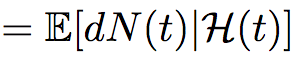 = 𝔼[dN(t)|ℋ(t)]